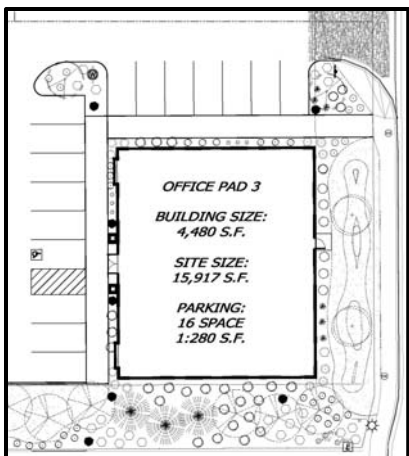 OFFICE PAD 3
BUILDING SIZE:
4,480 S.F.
SITE SIZE:
15,917 S.F.
PARKING:
16 SPACE
1:280 S.F.